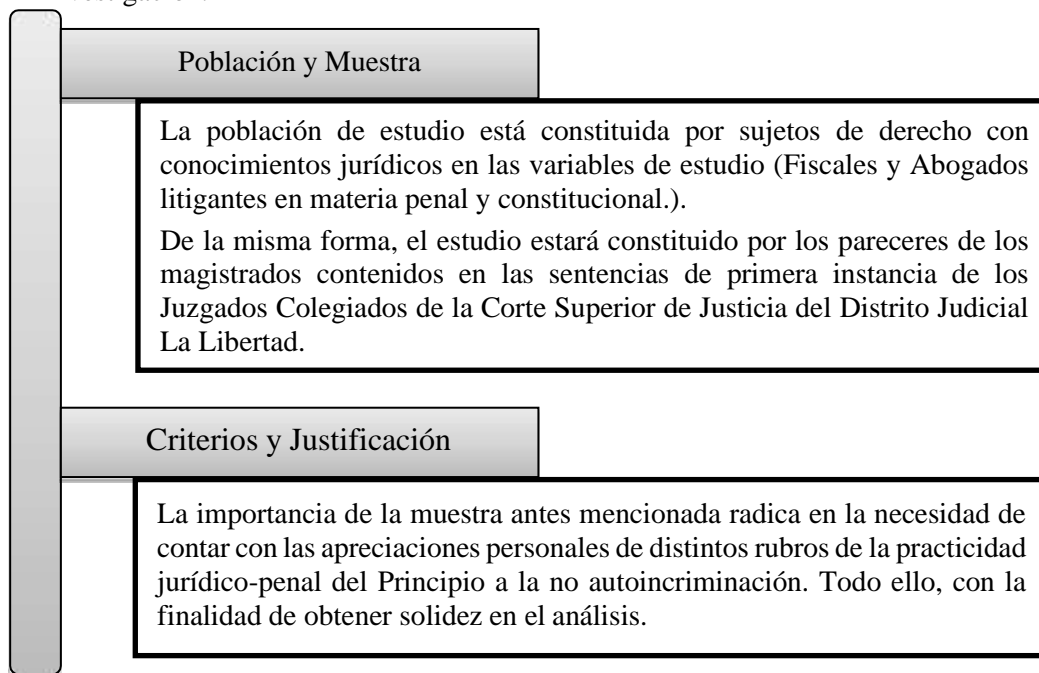 Población y Muestra
La población de estudio está constituida por sujetos de derecho con
conocimientos jurídicos en las variables de estudio (Fiscales y Abogados
litigantes en materia penal y constitucional.).
De la misma forma, el estudio estará constituido por los pareceres de los
magistrados contenidos en las sentencias de primera instancia de los
Juzgados Colegiados de la Corte Superior de Justicia del Distrito Judicial
La Libertad.
Criterios y Justificación
La importancia de la muestra antes mencionada radica en la necesidad de
contar con las apreciaciones personales de distintos rubros de la practicidad
jurídico-penal del Principio a la no autoincriminación. Todo ello, con la
finalidad de obtener solidez en el análisis.